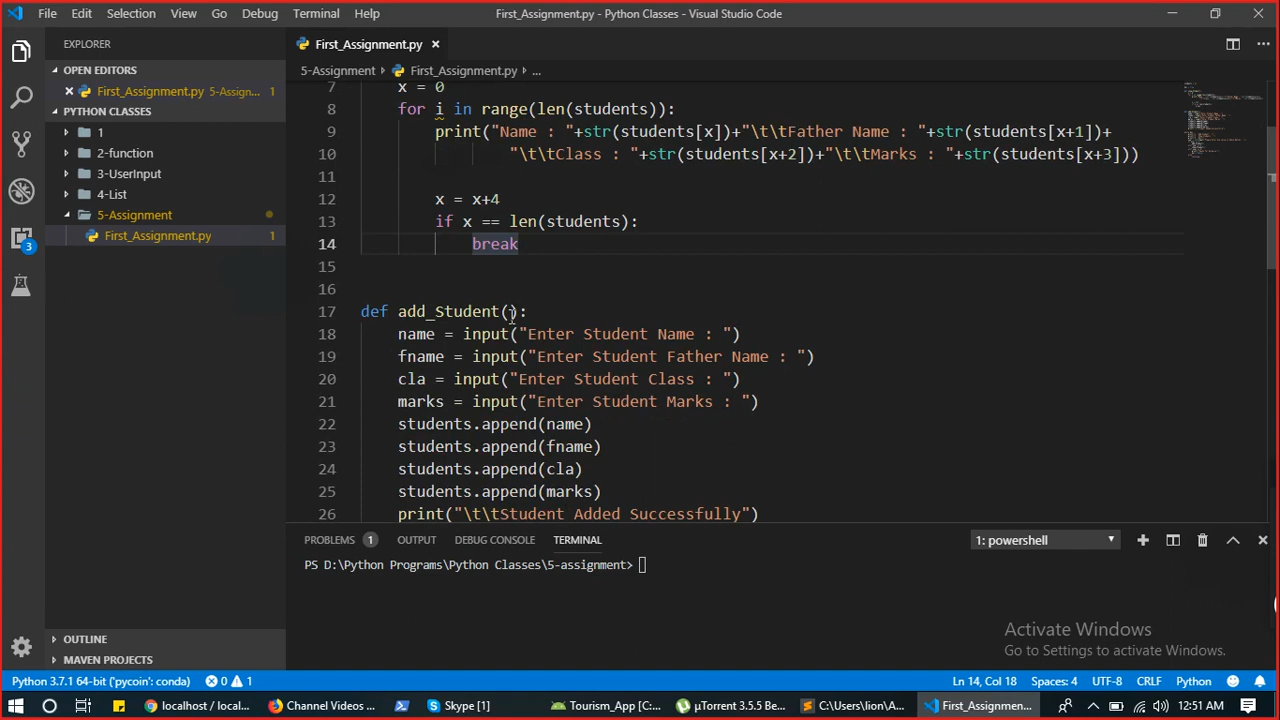 File Edit Selection View Go Debug Terminal Help First_Assignment.py - Python Classes - Visual Studio Code
EXPLORER
OPEN EDITORS
First_Assignment.py 5-Assign... 1
PYTHON CLASSES
1
2-function
3-UserInput
4-List
5-Assignment
First_Assignment.py 1
3
OUTLINE
MAVEN PROJECTS
First_Assignment.py
5-Assignment First_Assignment.py ...
7 x = 0
8 for i in range(len(students)):
9 print("Name : "+str(students[x])+"\t\tFather Name : "+str(students[x+1])+
10 "\t\tClass : "+str(students[x+2])+"\t\tMarks : "+str(students[x+3]))
11
12 x = x+4
13 if x == len(students):
14 break
15
16
17 def add_Student():
18 name = input("Enter Student Name : ")
19 fname = input("Enter Student Father Name : ")
20 cla = input("Enter Student Class : ")
21 marks = input("Enter Student Marks : ")
22 students.append(name)
23 students.append(fname)
24 students.append(cla)
25 students.append(marks)
26 print("\t\tStudent Added Successfully")
PROBLEMS 1 OUTPUT DEBUG CONSOLE TERMINAL 1: powershell
PS D:\Python Programs\Python Classes\5-assignment>
Activate Windows
Go to Settings to activate Windows.
Python 3.7.1 64-bit ('pycoin': conda) 0 1 Ln 14, Col 18 Spaces: 4 UTF-8 CRLF Python
localhost / local... Channel Videos ... Skype [1] Tourism_App [C:... µTorrent 3.5.5 Be... C:\Users\lion\A... First_Assignmen... 12:51 AM